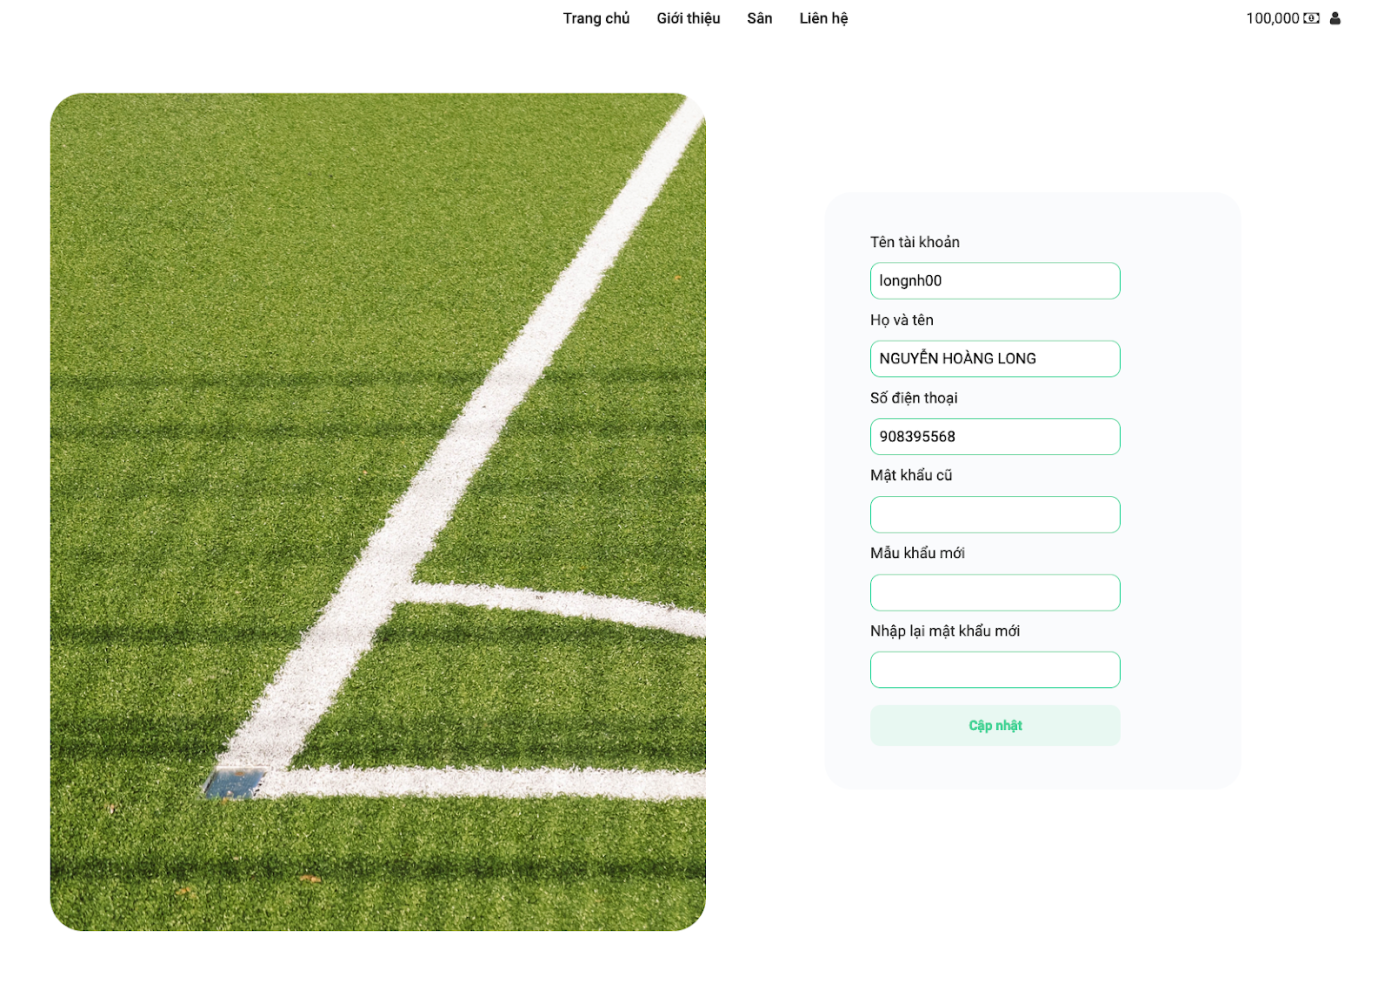 Trang chủ Giới thiệu Sân Liên hệ 100,000
Tên tài khoản
longnh00
Họ và tên
NGUYỄN HOÀNG LONG
Số điện thoại
908395568
Mật khẩu cũ
Mẫu khẩu mới
Nhập lại mật khẩu mới
Cập nhật